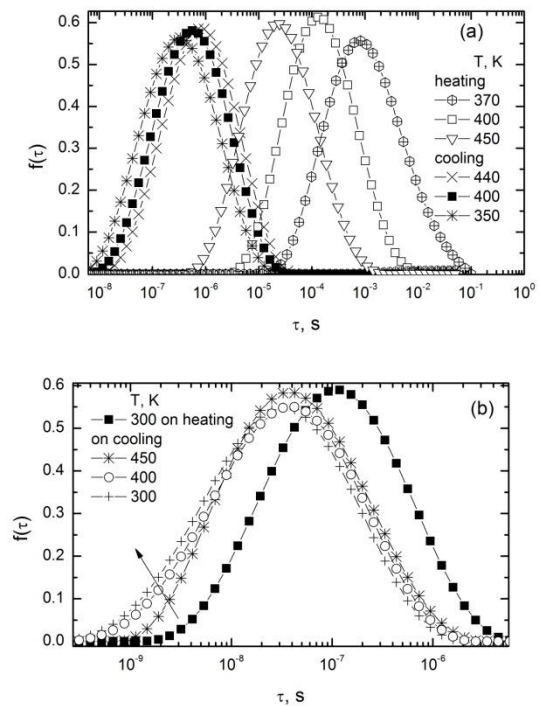 (a)
0.6
0.5
0.4
0.3
0.2
0.1
0.0
f(τ)
T, K
heating
370
400
450
cooling
440
400
350
10⁻⁸ 10⁻⁷ 10⁻⁶ 10⁻⁵ 10⁻⁴ 10⁻³ 10⁻² 10⁻¹ 10⁰
τ, s
(b)
0.6
0.5
0.4
0.3
0.2
0.1
0.0
f(τ)
T, K
300 on heating
on cooling
450
400
300
10⁻⁹ 10⁻⁸ 10⁻⁷ 10⁻⁶
τ, s